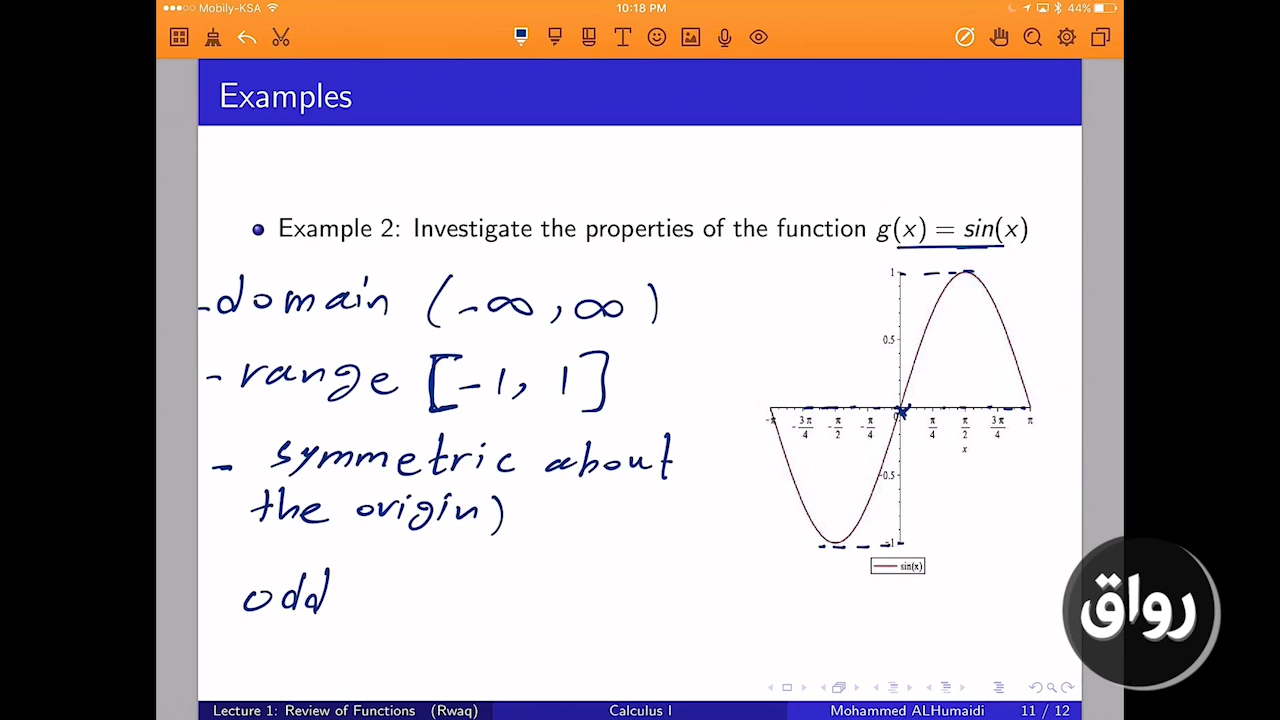 Mobily-KSA 10:18 PM 44%
Examples
Example 2: Investigate the properties of the function g(x) = sin(x)
- domain (-∞, ∞)
- range [-1, 1]
- symmetric about
the origin)
odd
1
0.5
-π -3π/4 -π/2 -π/4 0 π/4 π/2 3π/4 π
x
-0.5
-1
sin(x)
رواق
Lecture 1: Review of Functions (Rwaq) Calculus I Mohammed ALHumaidi 11 / 12